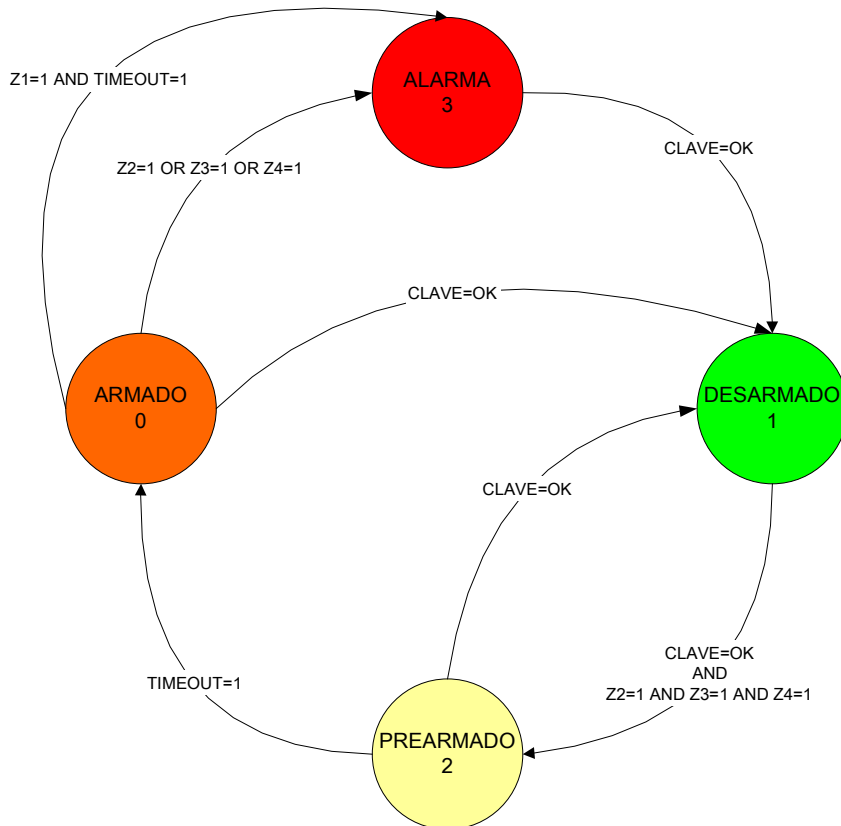 ALARMA
3
Z1=1 AND TIMEOUT=1
CLAVE=OK
Z2=1 OR Z3=1 OR Z4=1
CLAVE=OK
ARMADO
0
DESARMADO
1
CLAVE=OK
CLAVE=OK
AND
Z2=1 AND Z3=1 AND Z4=1
TIMEOUT=1
PREARMADO
2